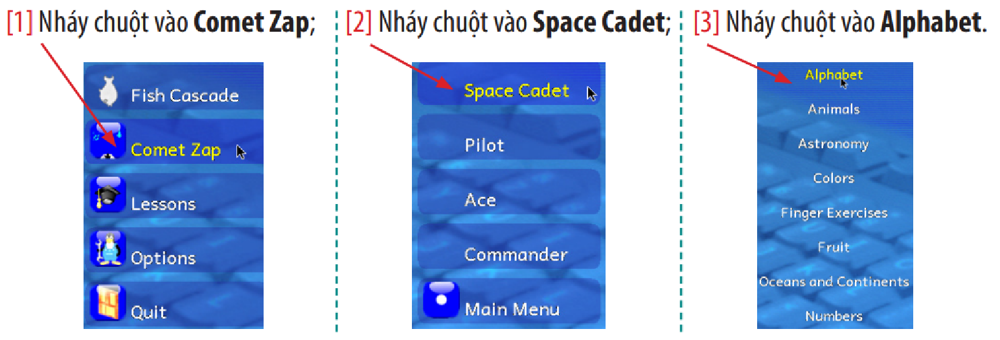 [1] Nháy chuột vào Comet Zap;
Fish Cascade
Comet Zap
Lessons
Options
Quit
[2] Nháy chuột vào Space Cadet;
Space Cadet
Pilot
Ace
Commander
Main Menu
[3] Nháy chuột vào Alphabet.
Alphabet
Animals
Astronomy
Colors
Finger Exercises
Fruit
Oceans and Continents
Numbers